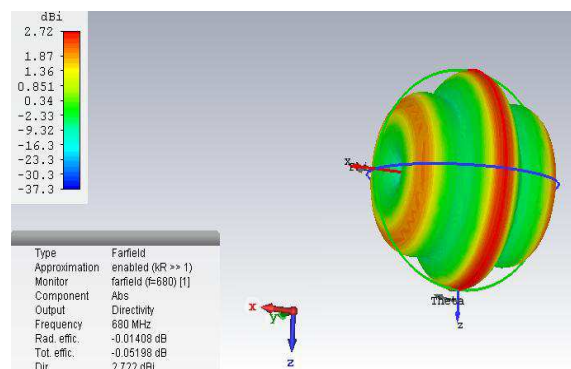 dBi
2.72
1.87
1.36
0.851
0.34
-2.33
-9.32
-16.3
-23.3
-30.3
-37.3
x
Theta
z
x
y
z
Type Farfield
Approximation enabled (kR >> 1)
Monitor farfield (f=680) [1]
Component Abs
Output Directivity
Frequency 680 MHz
Rad. effic. -0.01408 dB
Tot. effic. -0.05198 dB
Dir. 2.722 dBi